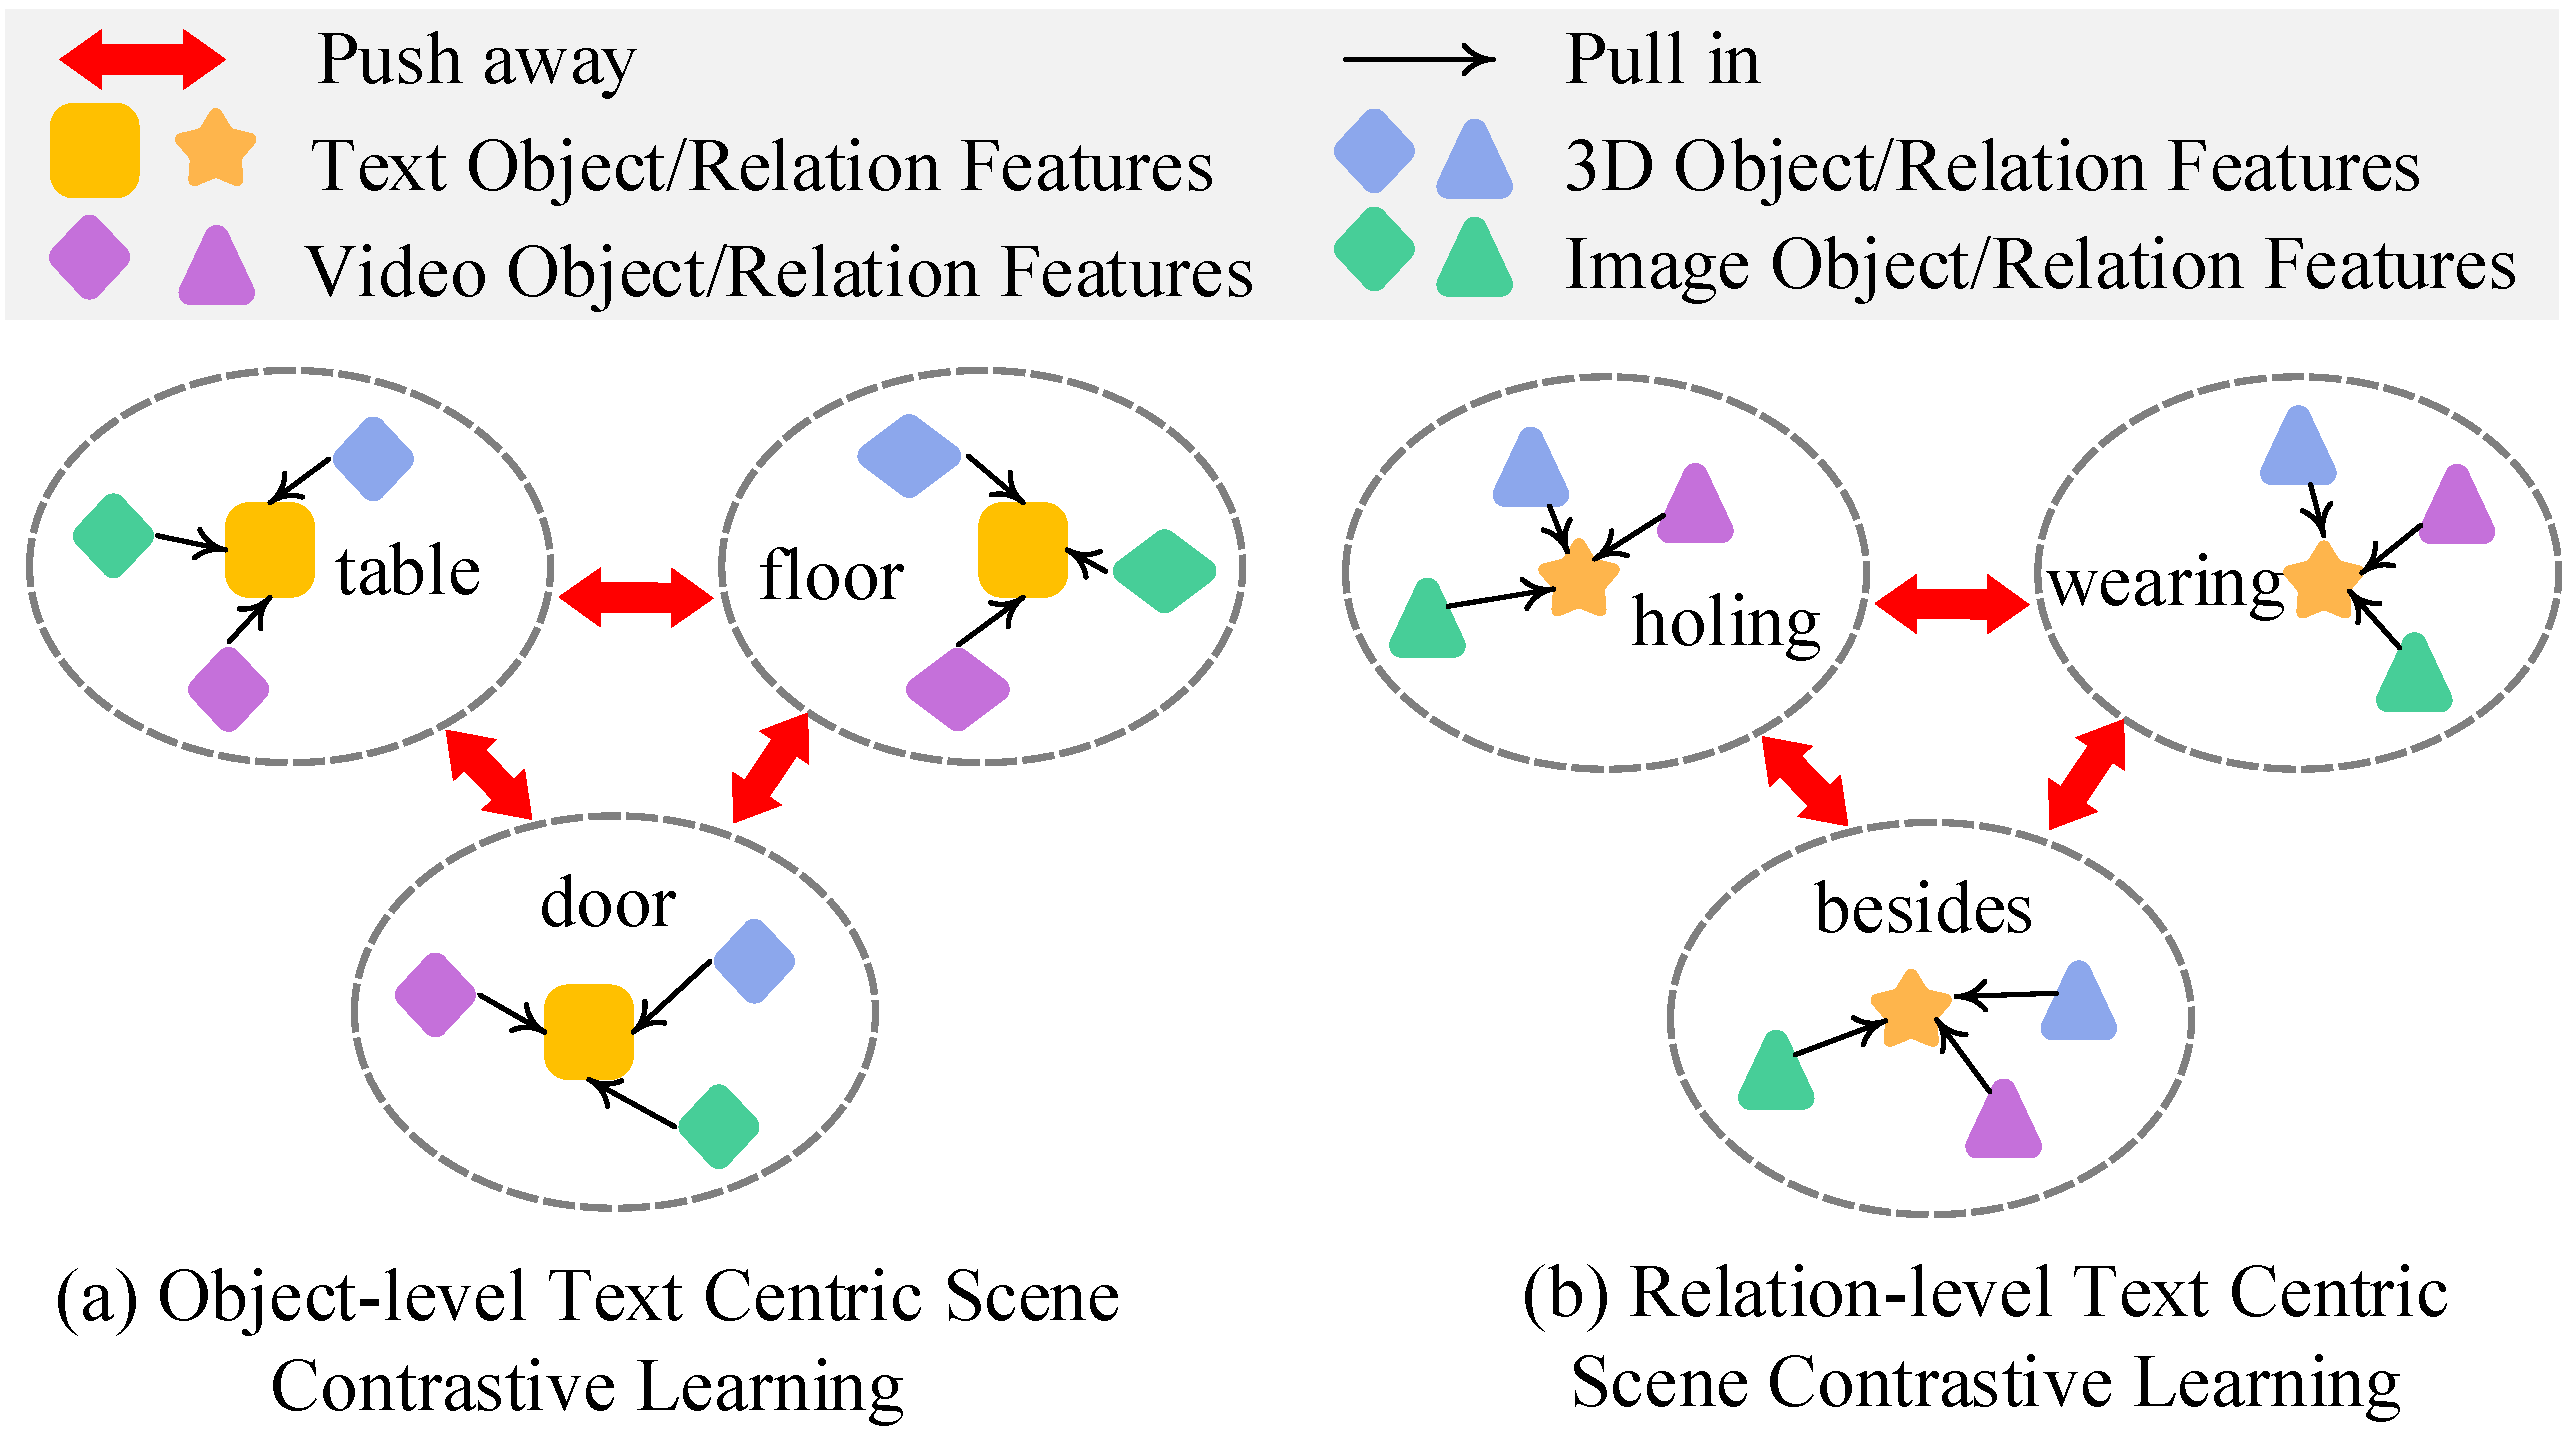 Push away
Pull in
Text Object/Relation Features
3D Object/Relation Features
Video Object/Relation Features
Image Object/Relation Features
table
floor
door
holing
wearing
besides
(a) Object-level Text Centric Scene
Contrastive Learning
(b) Relation-level Text Centric
Scene Contrastive Learning